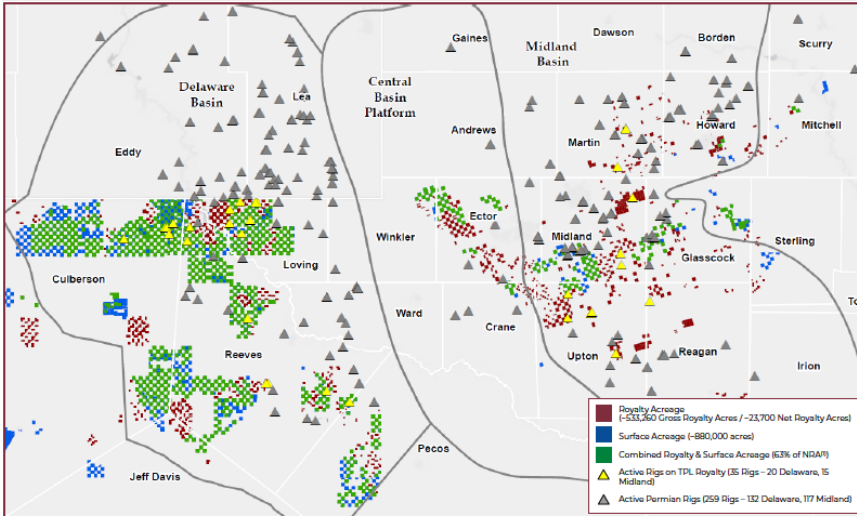 Gaines
Dawson
Borden
Scurry
Midland
Basin
Delaware
Basin
Lea
Central
Basin
Platform
Andrews
Martin
Howard
Mitchell
Eddy
Ector
Winkler
Midland
Sterling
Glasscock
Loving
Culberson
Ward
Crane
Reeves
Upton
Reagan
Irion
Pecos
Jeff Davis
Royalty Acreage
(~533,260 Gross Royalty Acres / ~23,700 Net Royalty Acres)
Surface Acreage (~880,000 acres)
Combined Royalty & Surface Acreage (63% of NRA⁽¹⁾)
Active Rigs on TPL Royalty (35 Rigs – 20 Delaware, 15
Midland)
Active Permian Rigs (259 Rigs – 132 Delaware, 117 Midland)